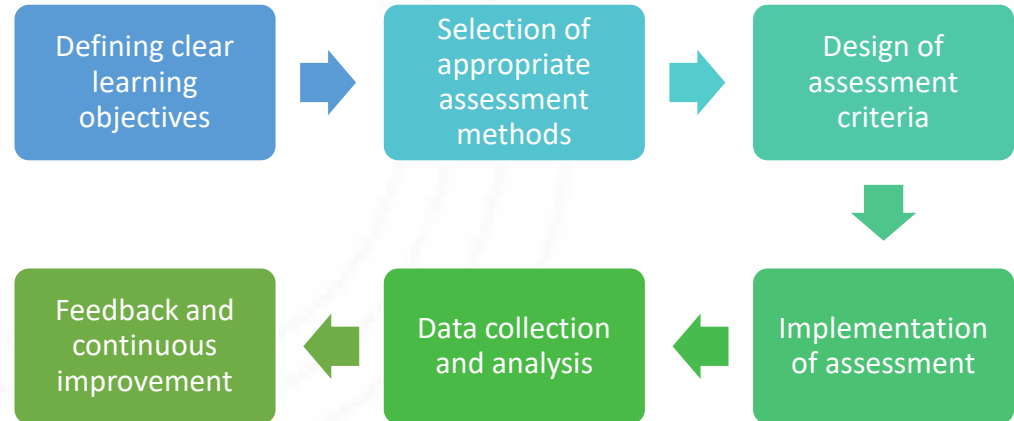 Defining clear
learning
objectives
Selection of
appropriate
assessment
methods
Design of
assessment
criteria
Implementation
of assessment
Data collection
and analysis
Feedback and
continuous
improvement